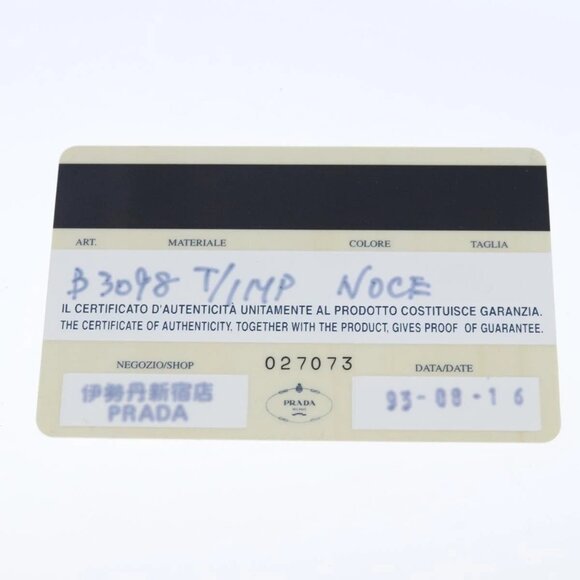 ART. MATERIALE COLORE TAGLIA
B3098 T/IMP NOCE
IL CERTIFICATO D'AUTENTICITÀ UNITAMENTE AL PRODOTTO COSTITUISCE GARANZIA.
THE CERTIFICATE OF AUTHENTICITY, TOGETHER WITH THE PRODUCT, GIVES PROOF OF GUARANTEE.
NEGOZIO/SHOP 027073 DATA/DATE
伊勢丹新宿店
PRADA
PRADA
MILANO
93-08-16